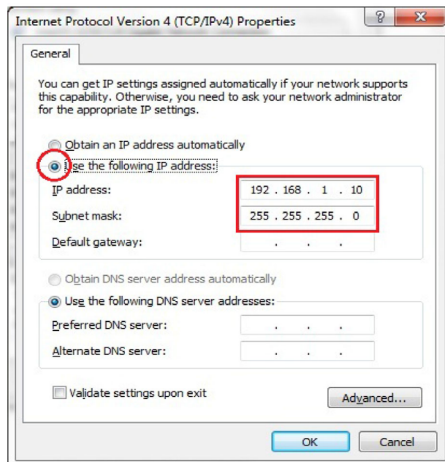 Internet Protocol Version 4 (TCP/IPv4) Properties
General
You can get IP settings assigned automatically if your network supports
this capability. Otherwise, you need to ask your network administrator
for the appropriate IP settings.
Obtain an IP address automatically
Use the following IP address:
IP address: 192 . 168 . 1 . 10
Subnet mask: 255 . 255 . 255 . 0
Default gateway: . . .
Obtain DNS server address automatically
Use the following DNS server addresses:
Preferred DNS server: . . .
Alternate DNS server: . . .
Validate settings upon exit
Advanced...
OK Cancel